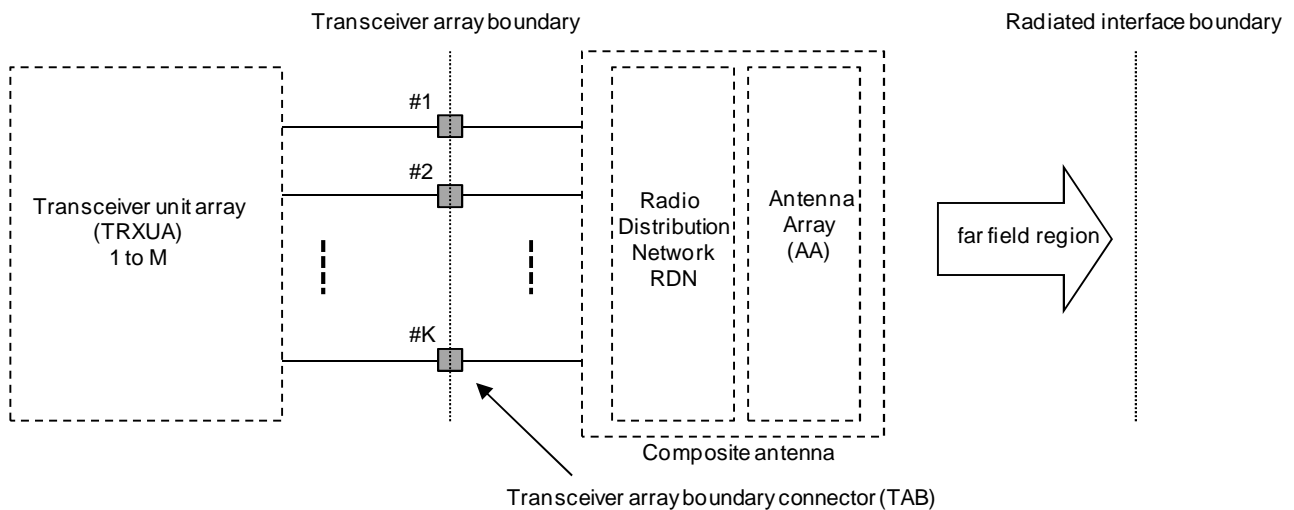 Transceiver array boundary
Radiated interface boundary
#1
#2
#K
Transceiver unit array
(TRXUA)
1 to M
Radio
Distribution
Network
RDN
Antenna
Array
(AA)
far field region
Composite antenna
Transceiver array boundary connector (TAB)